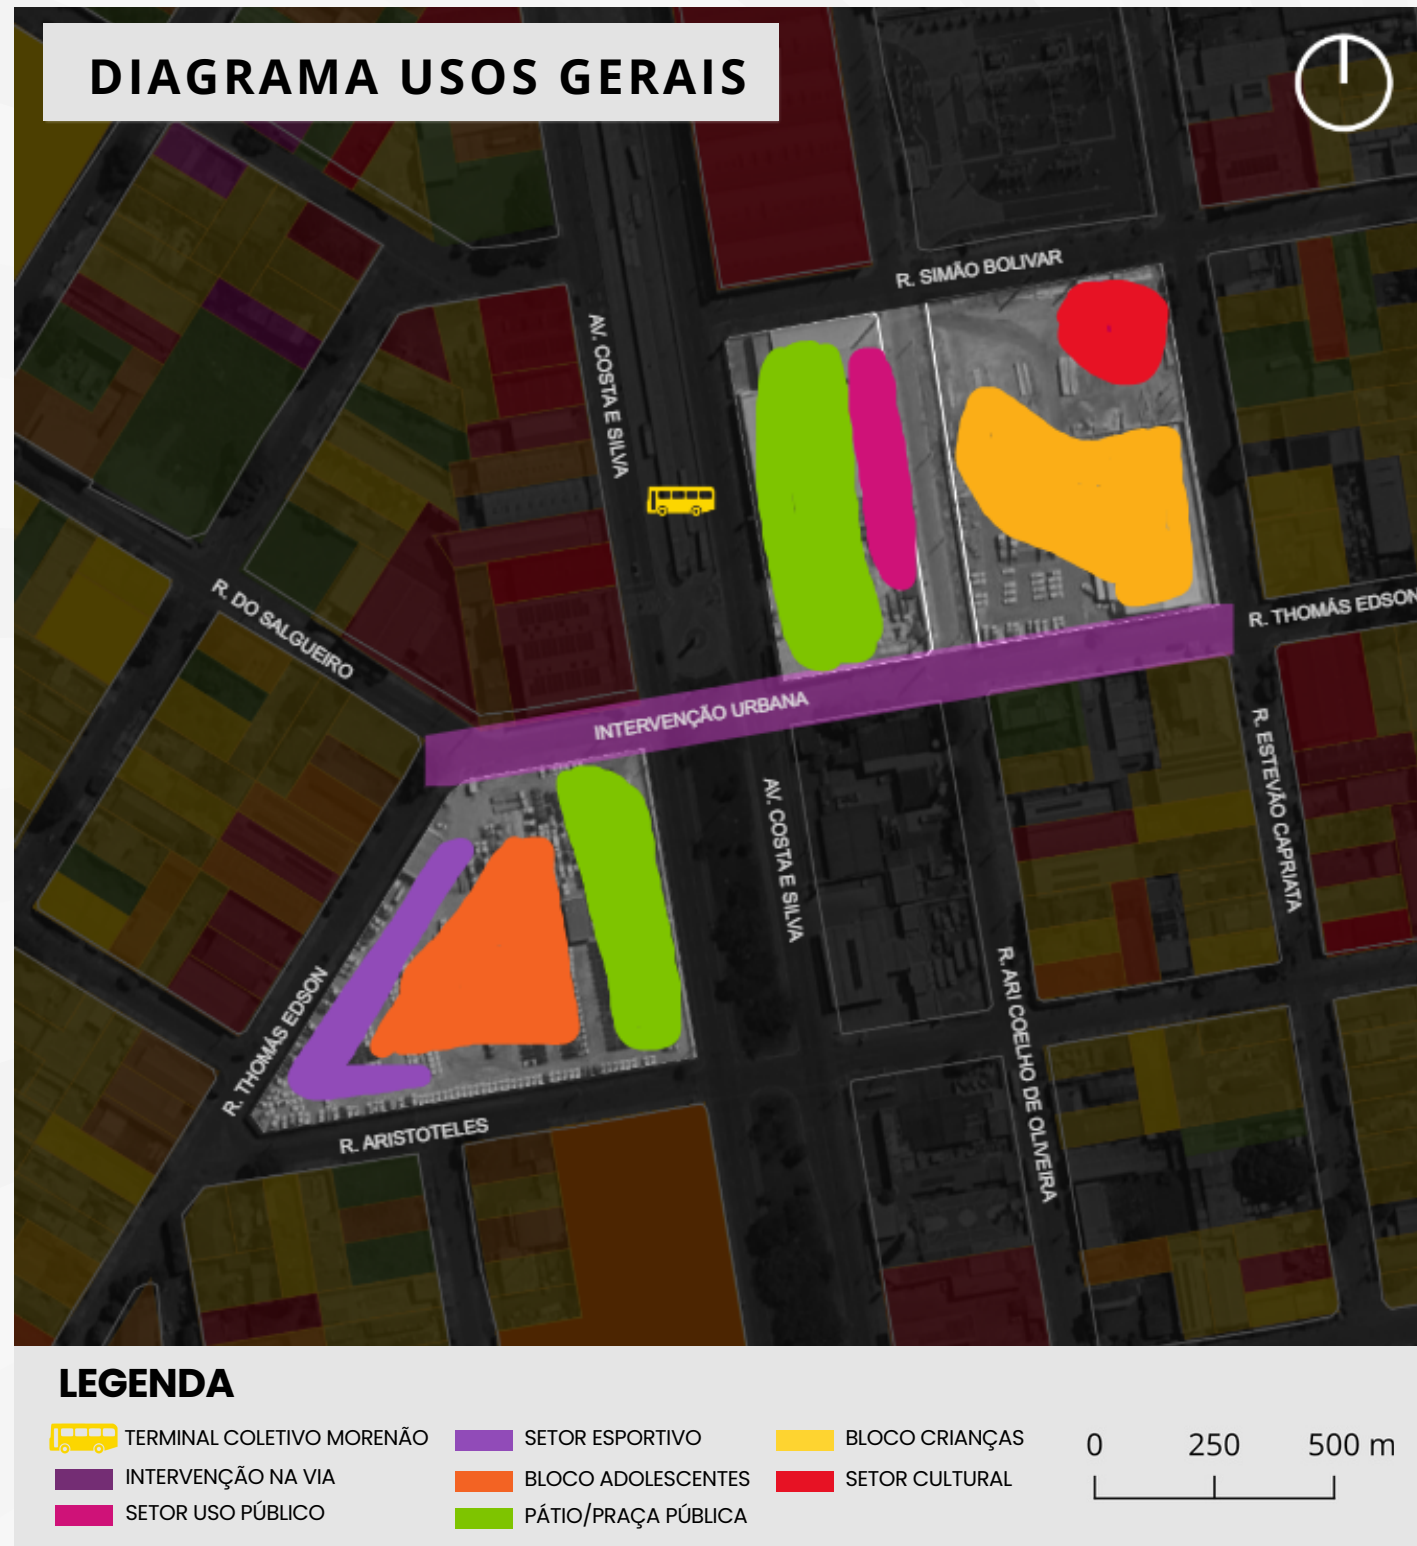 DIAGRAMA USOS GERAIS
R. SIMÃO BOLIVAR
AV. COSTA E SILVA
R. DO SALGUEIRO
R. THOMÁS EDSON
INTERVENÇÃO URBANA
R. ESTEVÃO CAPRIATA
AV. COSTA E SILVA
R. ARI COELHO DE OLIVEIRA
R. THOMÁS EDSON
R. ARISTOTELES
LEGENDA
TERMINAL COLETIVO MORENÃO
INTERVENÇÃO NA VIA
SETOR USO PÚBLICO
SETOR ESPORTIVO
BLOCO ADOLESCENTES
PÁTIO/PRAÇA PÚBLICA
BLOCO CRIANÇAS
SETOR CULTURAL
0 250 500 m